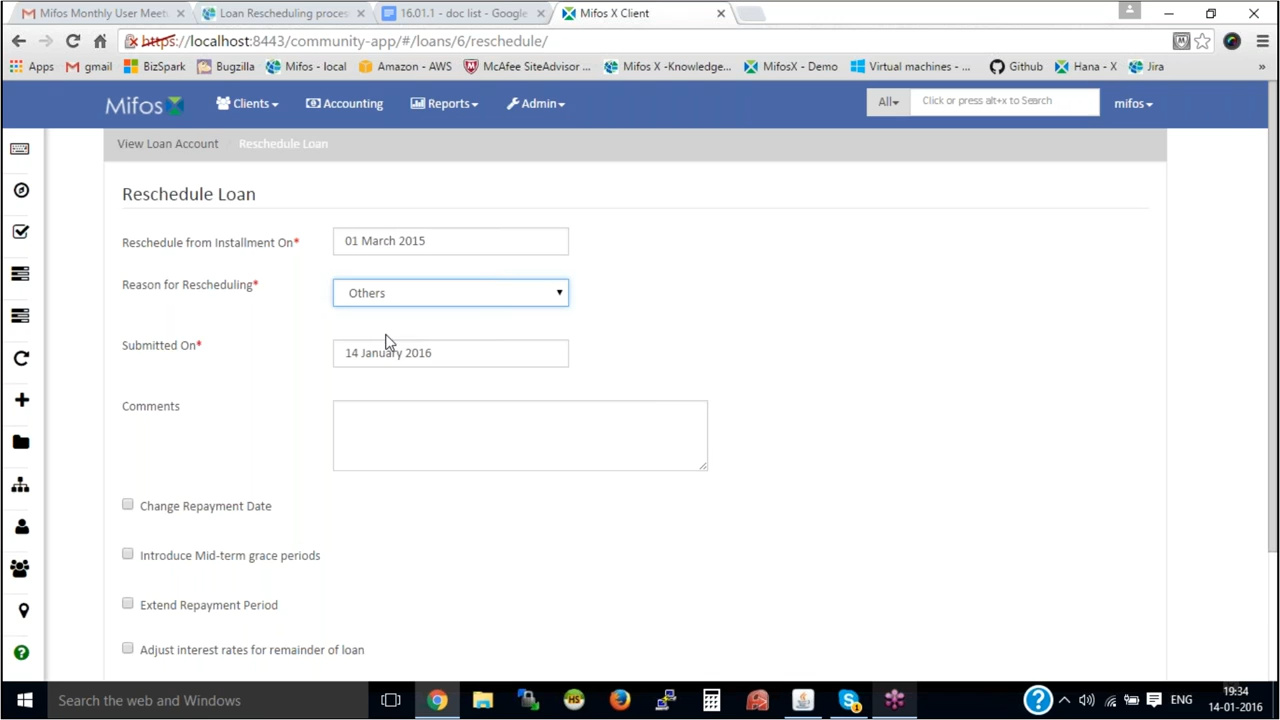 Mifos Monthly User Meetu
Loan Rescheduling proces
16.01.1 - doc list - Google
Mifos X Client
https://localhost:8443/community-app/#/loans/6/reschedule/
Apps gmail BizSpark Bugzilla Mifos - local Amazon - AWS McAfee SiteAdvisor ... Mifos X -Knowledge... MifosX - Demo Virtual machines - ... Github Hana - X Jira »
Mifos Clients Accounting Reports Admin All Click or press alt+x to Search mifos
View Loan Account Reschedule Loan
Reschedule Loan
Reschedule from Installment On* 01 March 2015
Reason for Rescheduling* Others
Submitted On* 14 January 2016
Comments
Change Repayment Date
Introduce Mid-term grace periods
Extend Repayment Period
Adjust interest rates for remainder of loan
Search the web and Windows
HS
ENG
19:34
14-01-2016